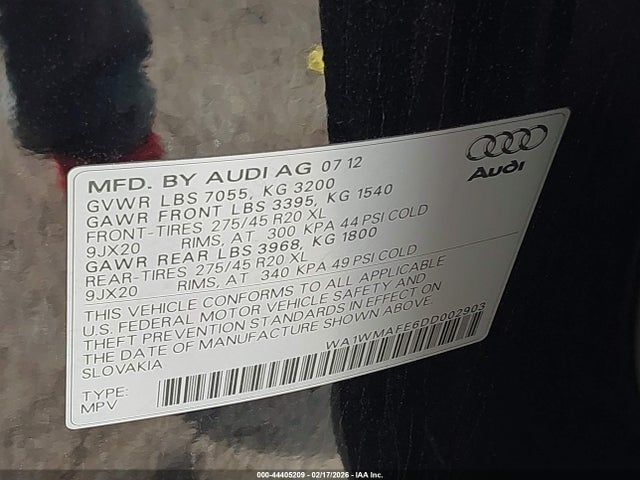 MFD. BY AUDI AG 07 12
Audi
GVWR LBS 7055, KG 3200
GAWR FRONT LBS 3395, KG 1540
FRONT-TIRES 275/45 R20 XL
9JX20 RIMS, AT 300 KPA 44 PSI COLD
GAWR REAR LBS 3968, KG 1800
REAR-TIRES 275/45 R20 XL
9JX20 RIMS, AT 340 KPA 49 PSI COLD
THIS VEHICLE CONFORMS TO ALL APPLICABLE
U.S. FEDERAL MOTOR VEHICLE SAFETY AND
THEFT PREVENTION STANDARDS IN EFFECT ON
THE DATE OF MANUFACTURE SHOWN ABOVE.
SLOVAKIA
WA1WMAFE6DD002903
TYPE:
MPV
000-44405209 - 02/17/2026 - IAA Inc.